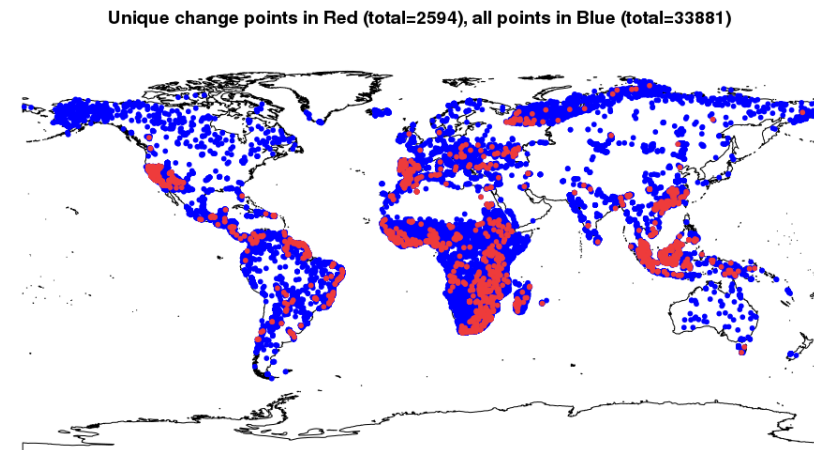 Unique change points in Red (total=2594), all points in Blue (total=33881)